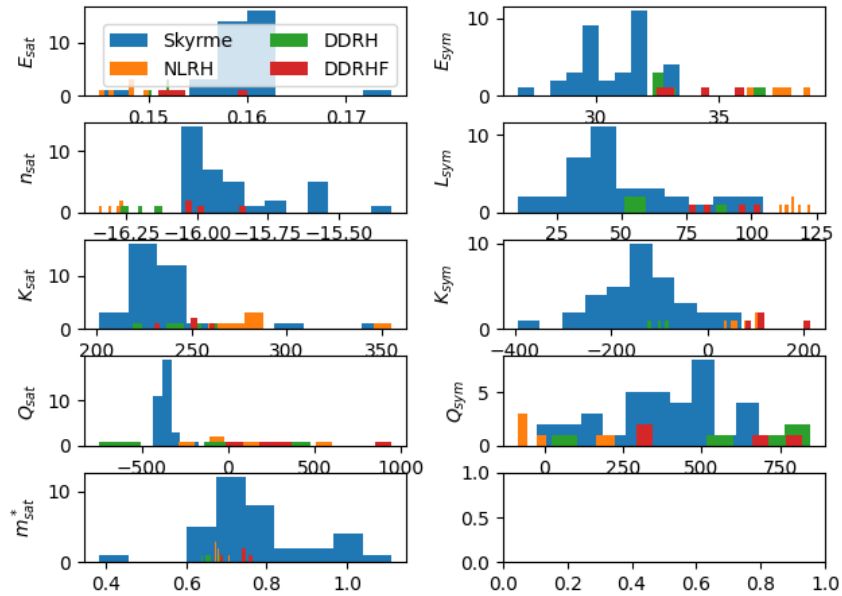 E_sat
10
0
Skyrme
NLRH
DDRH
DDRHF
0.15 0.16 0.17
E_sym
10
5
0
30 35
n_sat
10
0
−16.25 −16.00 −15.75 −15.50
L_sym
10
5
0
25 50 75 100 125
K_sat
10
0
200 250 300 350
K_sym
10
5
0
−400 −200 0 200
Q_sat
10
0
−500 0 500 1000
Q_sym
5
0
0 250 500 750
m*_sat
10
0
0.4 0.6 0.8 1.0
1.0
0.5
0.0
0.0 0.2 0.4 0.6 0.8 1.0